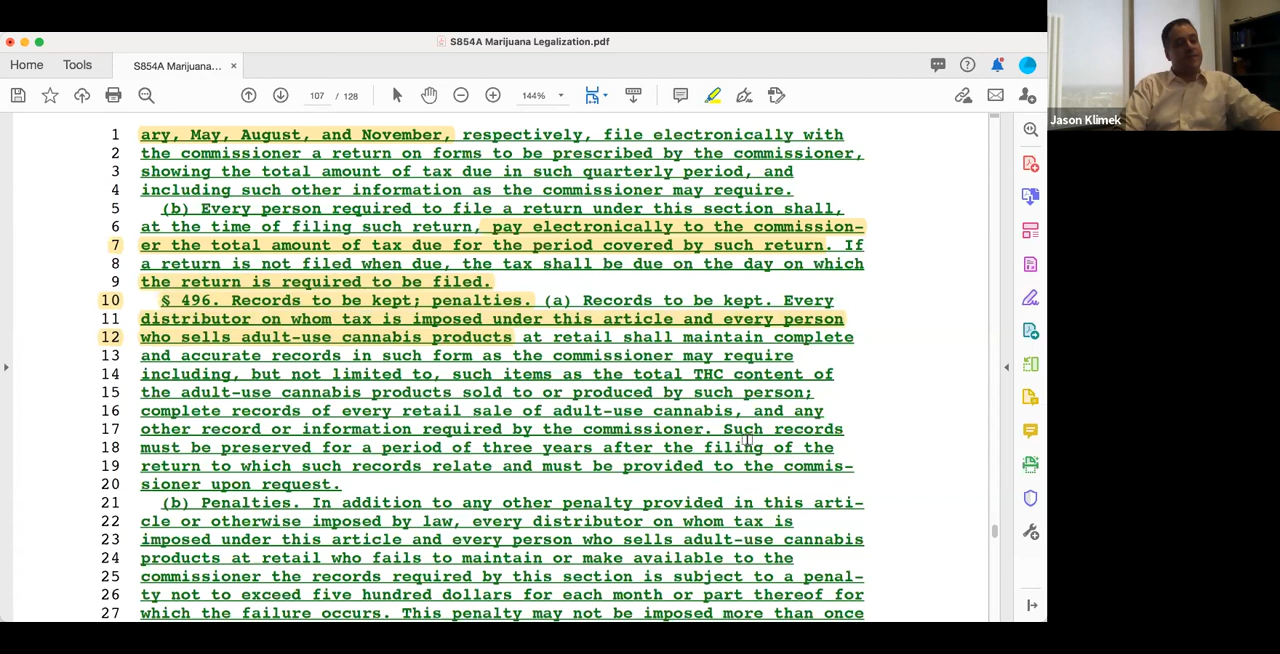 S854A Marijuana Legalization.pdf
Home Tools S854A Marijuana... ×
107 / 128 144%
Jason Klimek
1 ary, May, August, and November, respectively, file electronically with
2 the commissioner a return on forms to be prescribed by the commissioner,
3 showing the total amount of tax due in such quarterly period, and
4 including such other information as the commissioner may require.
5 (b) Every person required to file a return under this section shall,
6 at the time of filing such return, pay electronically to the commission-
7 er the total amount of tax due for the period covered by such return. If
8 a return is not filed when due, the tax shall be due on the day on which
9 the return is required to be filed.
10 § 496. Records to be kept; penalties. (a) Records to be kept. Every
11 distributor on whom tax is imposed under this article and every person
12 who sells adult-use cannabis products at retail shall maintain complete
13 and accurate records in such form as the commissioner may require
14 including, but not limited to, such items as the total THC content of
15 the adult-use cannabis products sold to or produced by such person;
16 complete records of every retail sale of adult-use cannabis, and any
17 other record or information required by the commissioner. Such records
18 must be preserved for a period of three years after the filing of the
19 return to which such records relate and must be provided to the commis-
20 sioner upon request.
21 (b) Penalties. In addition to any other penalty provided in this arti-
22 cle or otherwise imposed by law, every distributor on whom tax is
23 imposed under this article and every person who sells adult-use cannabis
24 products at retail who fails to maintain or make available to the
25 commissioner the records required by this section is subject to a penal-
26 ty not to exceed five hundred dollars for each month or part thereof for
27 which the failure occurs. This penalty may not be imposed more than once